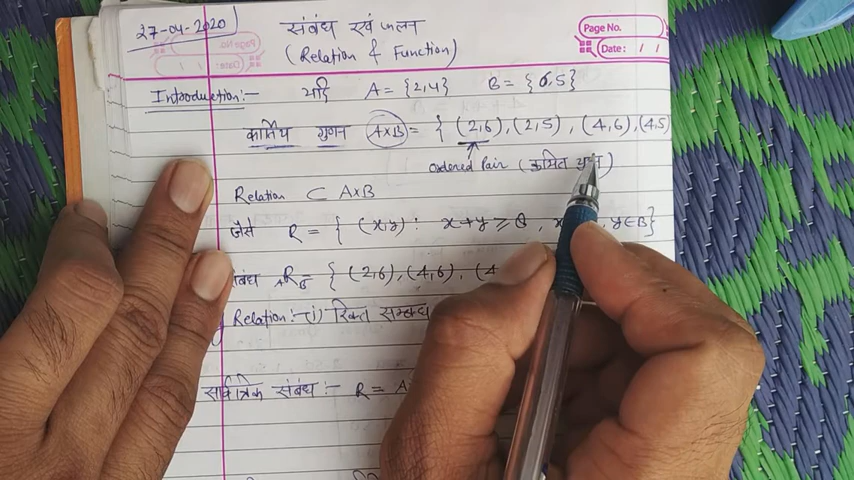 27-04-2020
संबंध एवं फलन
(Relation & Function)
Page No.
Date: / /
Introduction:- यदि A = {2,4} B = {6,5}
कार्तीय गुणन A×B = { (2,6), (2,5), (4,6), (4,5)
ordered Pair (क्रमित युग्म)
Relation ⊂ A×B
जैसे R = { (x,y) : x+y ≥ 8, , y∈B}
संबंध ARB = { (2,6), (4,6), (4
Relation:- (i) रिक्त सम्बन्ध
सार्वत्रिक संबंध :- R = A